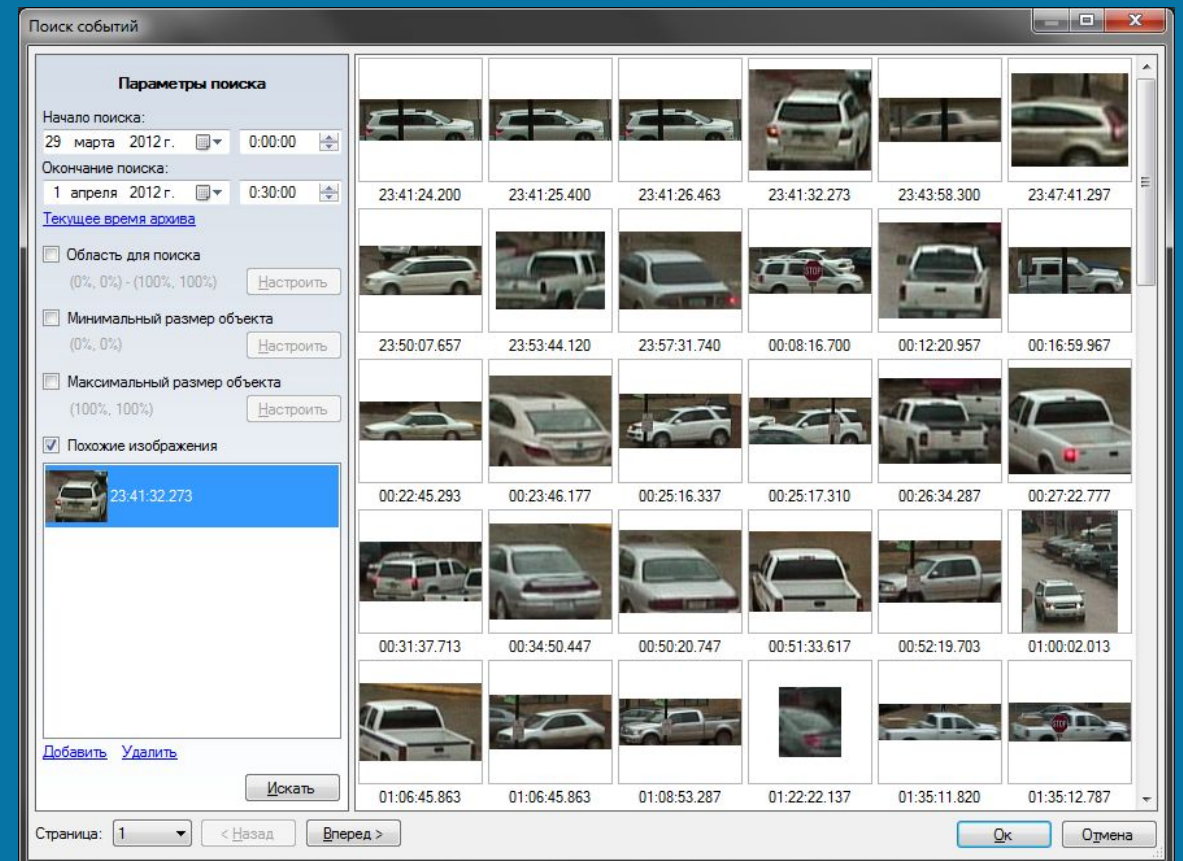 Поиск событий
Параметры поиска
Начало поиска:
29 марта 2012 г. 0:00:00
Окончание поиска:
1 апреля 2012 г. 0:30:00
Текущее время архива
Область для поиска
(0%, 0%) - (100%, 100%) Настроить
Минимальный размер объекта
(0%, 0%) Настроить
Максимальный размер объекта
(100%, 100%) Настроить
Похожие изображения
23:41:32.273
Добавить Удалить
Искать
23:41:24.200 23:41:25.400 23:41:26.463 23:41:32.273 23:43:58.300 23:47:41.297
STOP
23:50:07.657 23:53:44.120 23:57:31.740 00:08:16.700 00:12:20.957 00:16:59.967
00:22:45.293 00:23:46.177 00:25:16.337 00:25:17.310 00:26:34.287 00:27:22.777
00:31:37.713 00:34:50.447 00:50:20.747 00:51:33.617 00:52:19.703 01:00:02.013
STOP
01:06:45.863 01:06:45.863 01:08:53.287 01:22:22.137 01:35:11.820 01:35:12.787
Страница: 1 < Назад Вперед > Ок Отмена